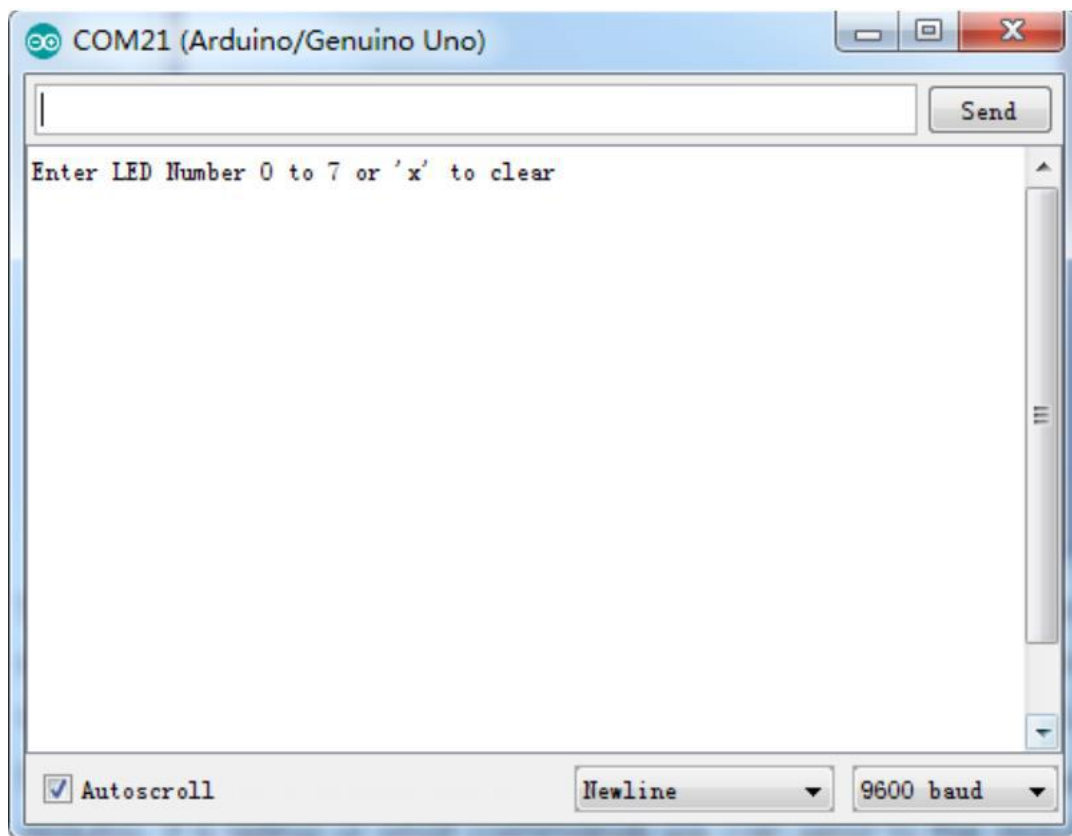 COM21 (Arduino/Genuino Uno)
Send
Enter LED Number 0 to 7 or 'x' to clear
Autoscroll
Newline
9600 baud